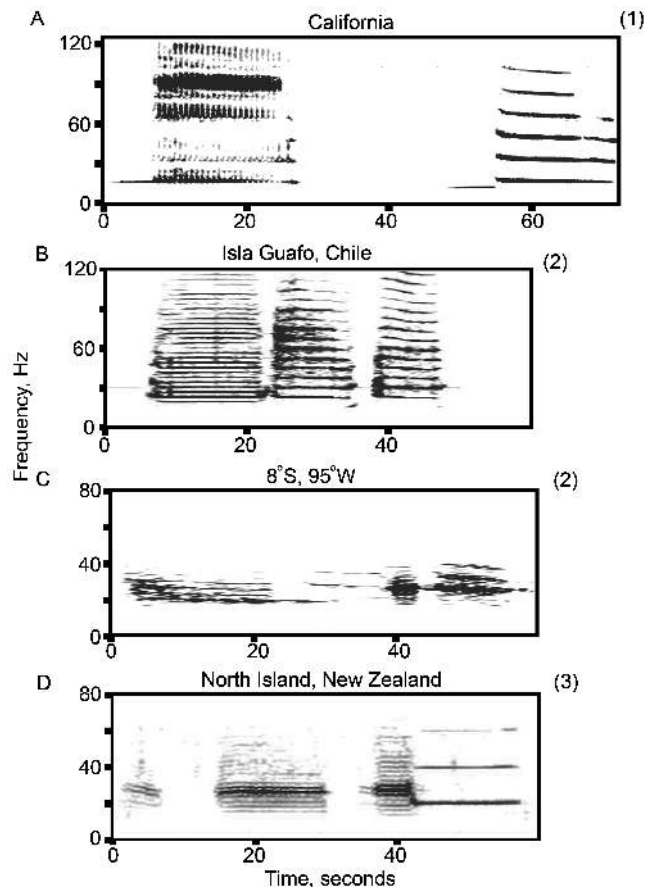 A
California
(1)
120
60
0
0
20
40
60
B
Isla Guafo, Chile
(2)
120
60
0
0
20
40
Frequency, Hz
C
8°S, 95°W
(2)
80
40
0
0
20
40
D
North Island, New Zealand
(3)
80
40
0
0
20
40
Time, seconds